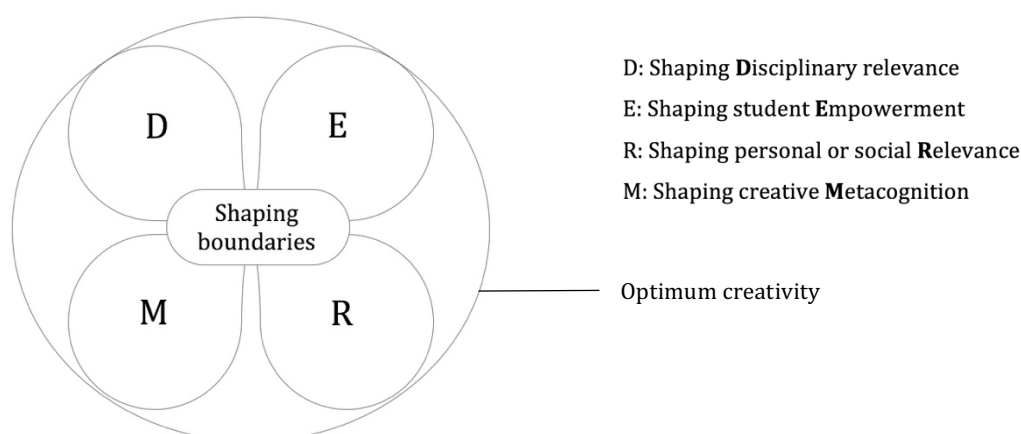 D
E
Shaping
boundaries
M
R
D: Shaping Disciplinary relevance
E: Shaping student Empowerment
R: Shaping personal or social Relevance
M: Shaping creative Metacognition
Optimum creativity